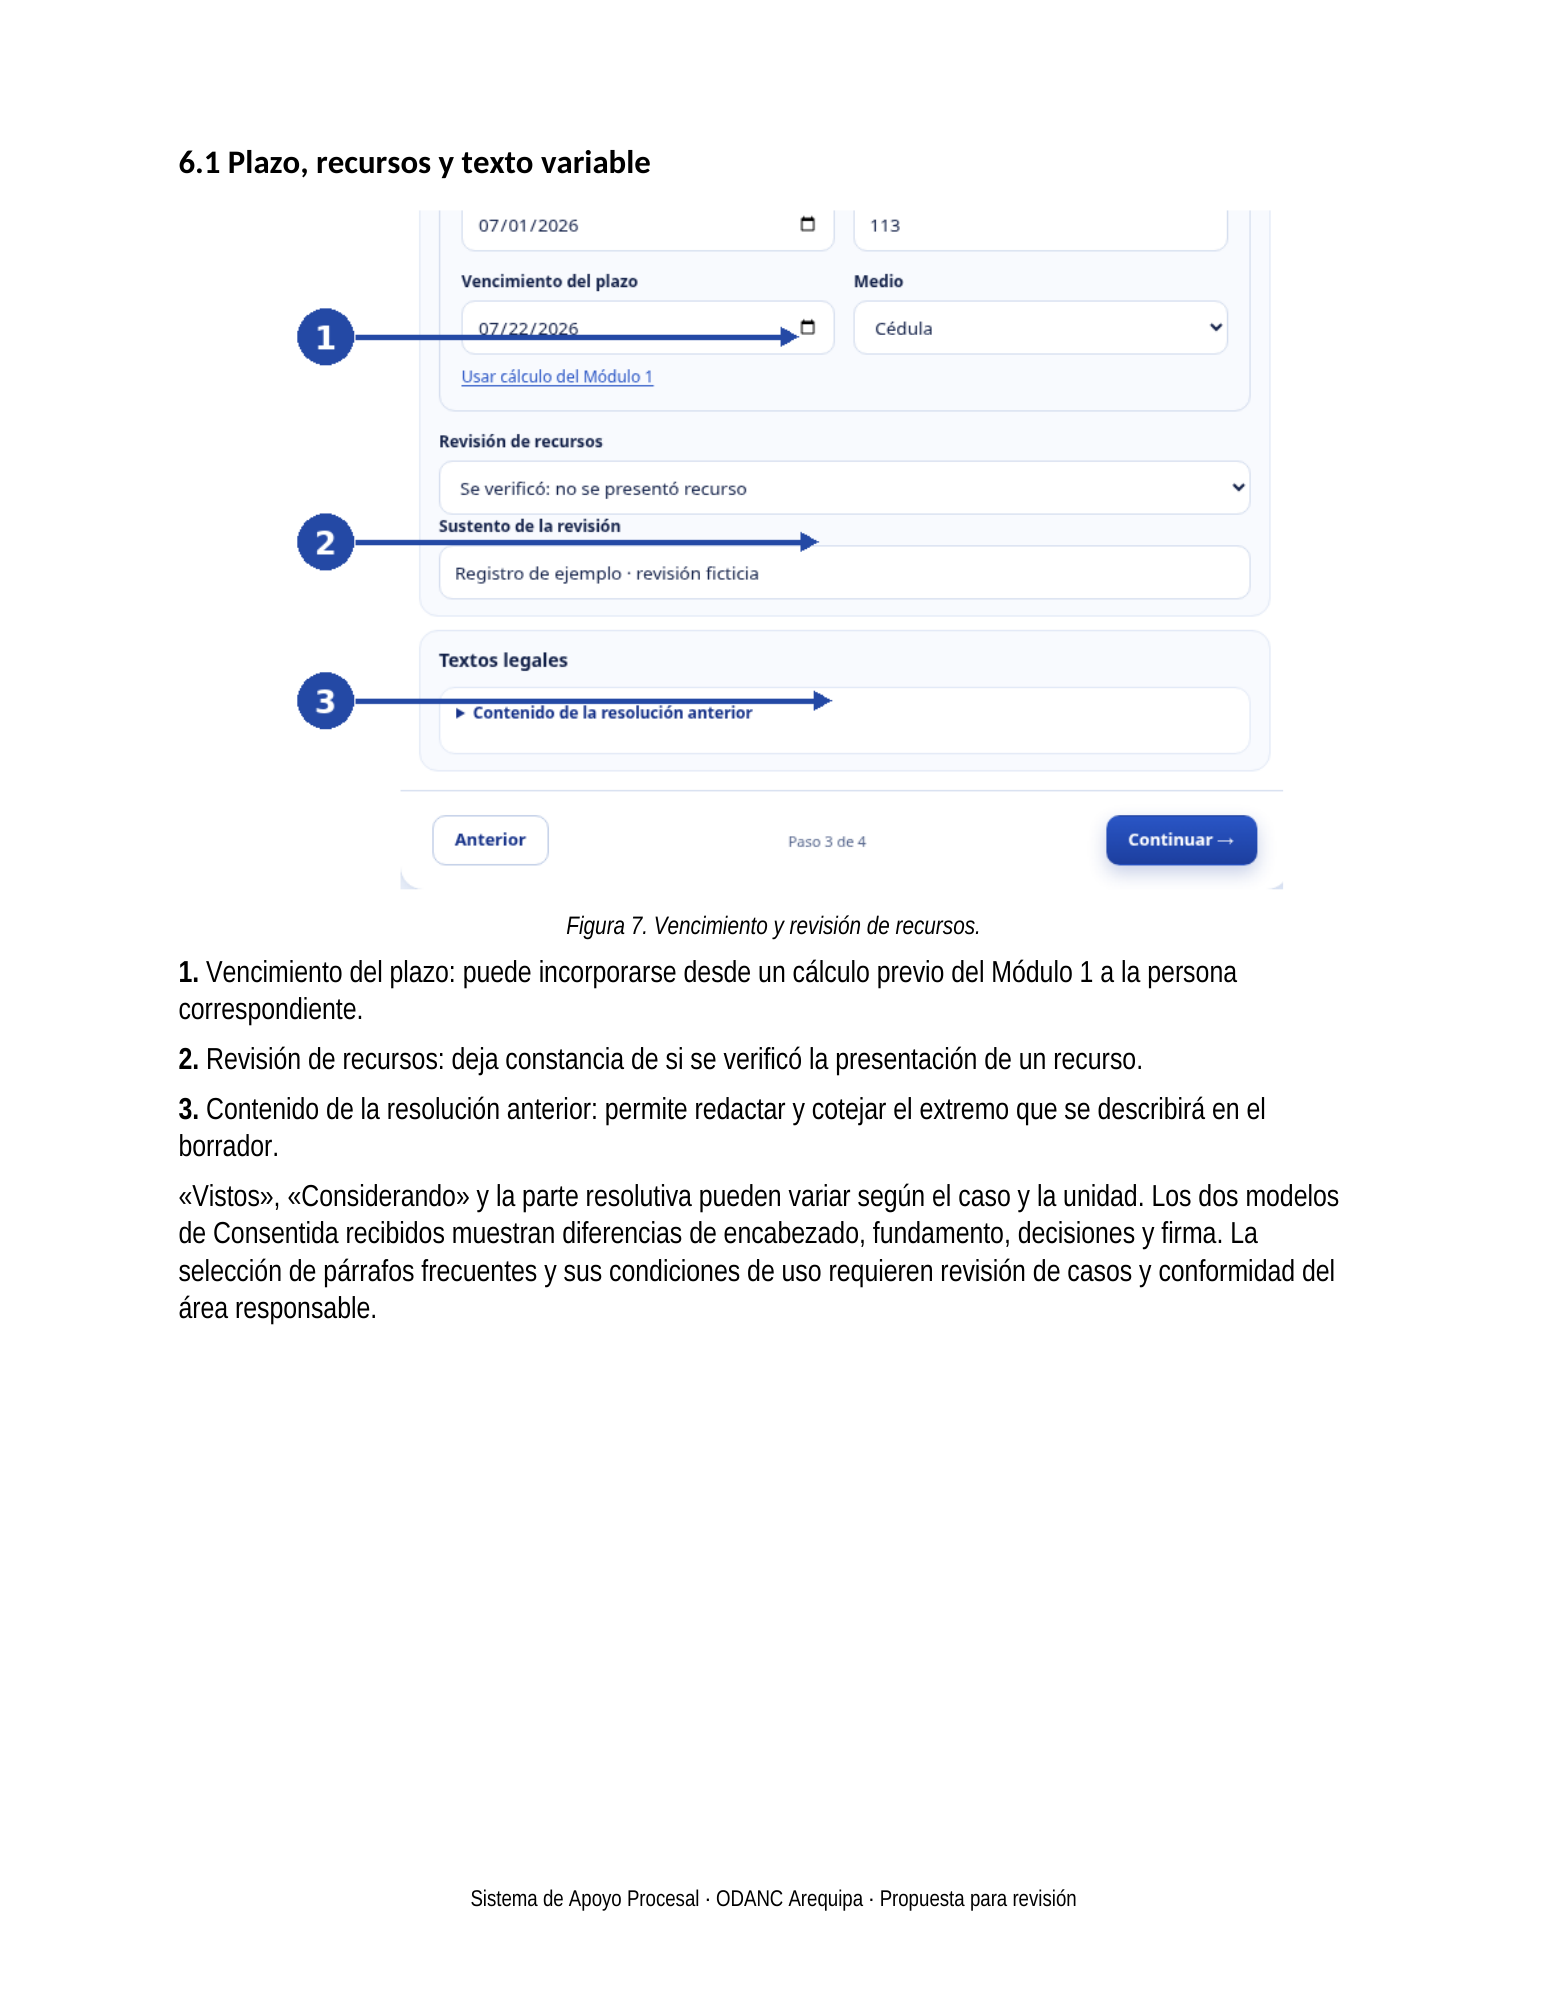 6.1 Plazo, recursos y texto variable
07/01/2026 113
Vencimiento del plazo Medio
1 07/22/2026 Cédula
Usar cálculo del Módulo 1
Revisión de recursos
Se verificó: no se presentó recurso
2 Sustento de la revisión
Registro de ejemplo · revisión ficticia
Textos legales
3 ▸ Contenido de la resolución anterior
Anterior Paso 3 de 4 Continuar →
Figura 7. Vencimiento y revisión de recursos.
1. Vencimiento del plazo: puede incorporarse desde un cálculo previo del Módulo 1 a la persona
correspondiente.
2. Revisión de recursos: deja constancia de si se verificó la presentación de un recurso.
3. Contenido de la resolución anterior: permite redactar y cotejar el extremo que se describirá en el
borrador.
«Vistos», «Considerando» y la parte resolutiva pueden variar según el caso y la unidad. Los dos modelos
de Consentida recibidos muestran diferencias de encabezado, fundamento, decisiones y firma. La
selección de párrafos frecuentes y sus condiciones de uso requieren revisión de casos y conformidad del
área responsable.
Sistema de Apoyo Procesal · ODANC Arequipa · Propuesta para revisión